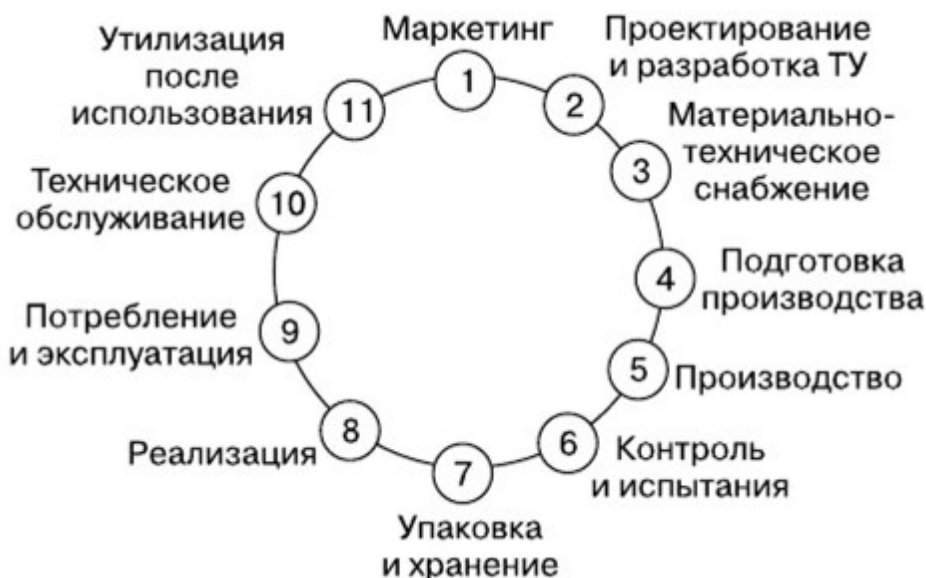 Маркетинг
1
Проектирование
и разработка ТУ
2
Материально-
техническое
снабжение
3
Подготовка
производства
4
Производство
5
Контроль
и испытания
6
Упаковка
и хранение
7
Реализация
8
Потребление
и эксплуатация
9
Техническое
обслуживание
10
Утилизация
после
использования
11